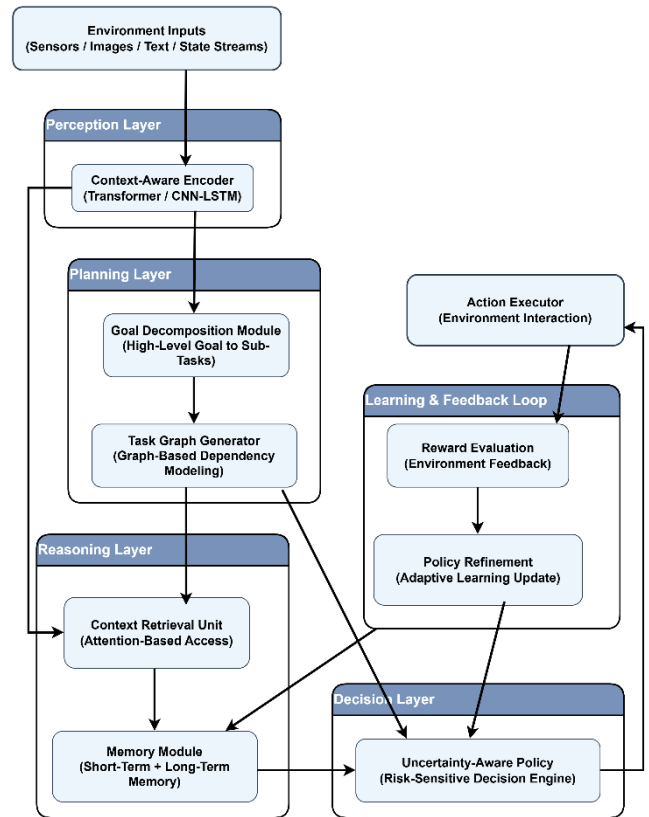 Environment Inputs
(Sensors / Images / Text / State Streams)
Perception Layer
Context-Aware Encoder
(Transformer / CNN-LSTM)
Planning Layer
Goal Decomposition Module
(High-Level Goal to Sub-
Tasks)
Task Graph Generator
(Graph-Based Dependency
Modeling)
Reasoning Layer
Context Retrieval Unit
(Attention-Based Access)
Memory Module
(Short-Term + Long-Term
Memory)
Action Executor
(Environment Interaction)
Learning & Feedback Loop
Reward Evaluation
(Environment Feedback)
Policy Refinement
(Adaptive Learning Update)
Decision Layer
Uncertainty-Aware Policy
(Risk-Sensitive Decision Engine)